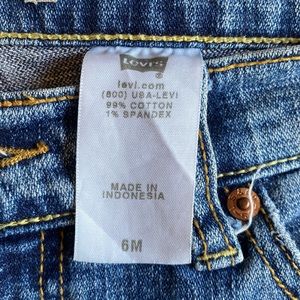 Levi's
levi.com
(800) USA-LEVI
99% COTTON
1% SPANDEX
MADE IN
INDONESIA
6M